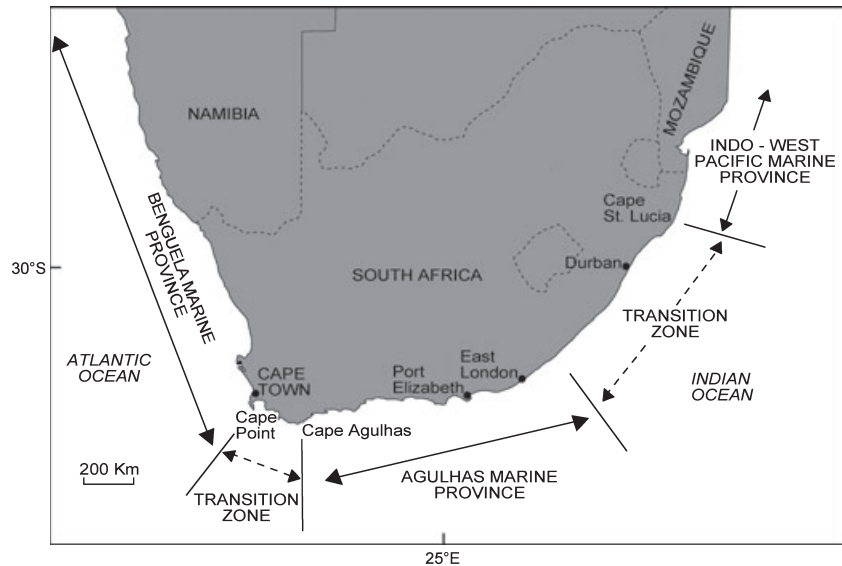 NAMIBIA
MOZAMBIQUE
INDO - WEST
PACIFIC MARINE
PROVINCE
BENGUELA MARINE
PROVINCE
Cape
St. Lucia
30°S
SOUTH AFRICA
Durban
TRANSITION
ZONE
ATLANTIC
OCEAN
CAPE
TOWN
Port
Elizabeth
East
London
INDIAN
OCEAN
Cape
Point
Cape Agulhas
200 Km
TRANSITION
ZONE
AGULHAS MARINE
PROVINCE
25°E